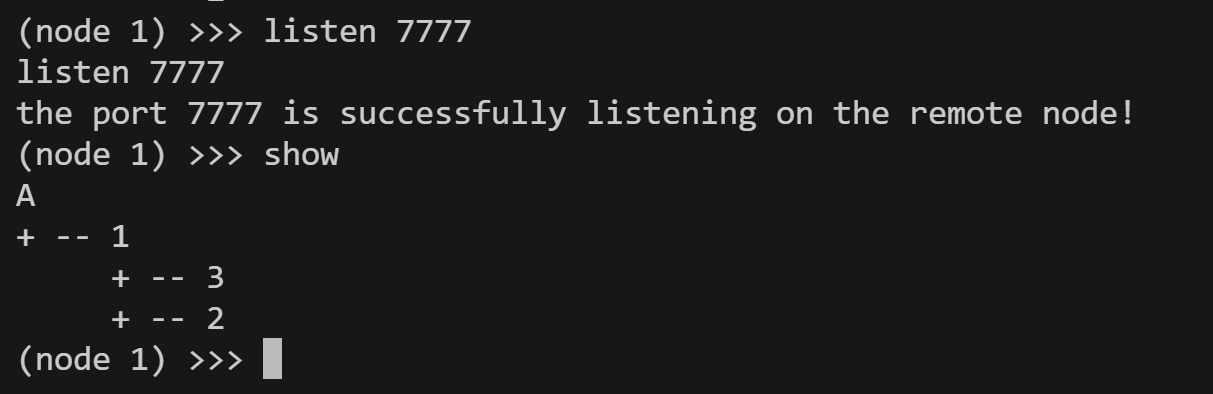 (node 1) >>> listen 7777
listen 7777
the port 7777 is successfully listening on the remote node!
(node 1) >>> show
A
+ -- 1
     + -- 3
     + -- 2
(node 1) >>>